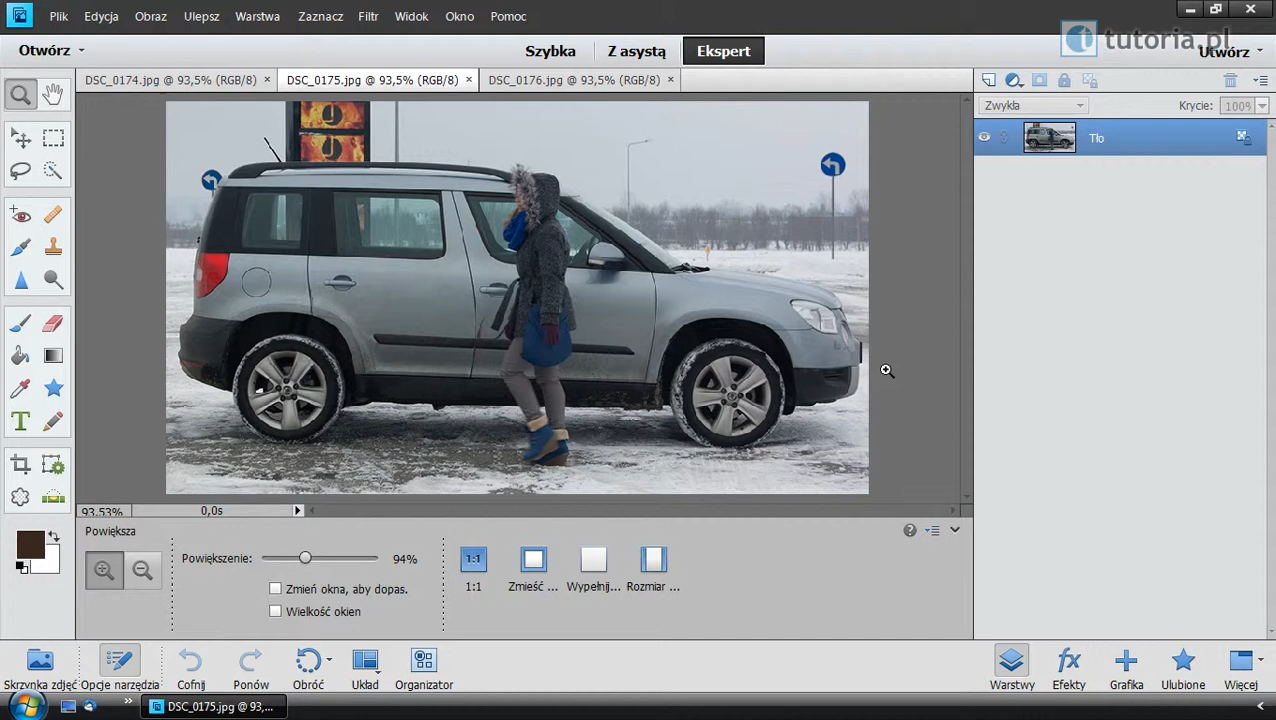 Plik Edycja Obraz Ulepsz Warstwa Zaznacz Filtr Widok Okno Pomoc
tutoria.pl
Otwórz Szybka Z asystą Ekspert Utwórz
DSC_0174.jpg @ 93,5% (RGB/8) × DSC_0175.jpg @ 93,5% (RGB/8) × DSC_0176.jpg @ 93,5% (RGB/8) ×
Zwykła Krycie: 100%
Tło
93,53% 0,0s
Powiększa
Powiększenie: 94%
Zmień okna, aby dopas.
Wielkość okien
1:1
1:1 Zmieść ... Wypełnij... Rozmiar ...
Skrzynka zdjęć Opcje narzędzia Cofnij Ponów Obróć Układ Organizator Warstwy Efekty Grafika Ulubione Więcej
DSC_0175.jpg @ 93,...